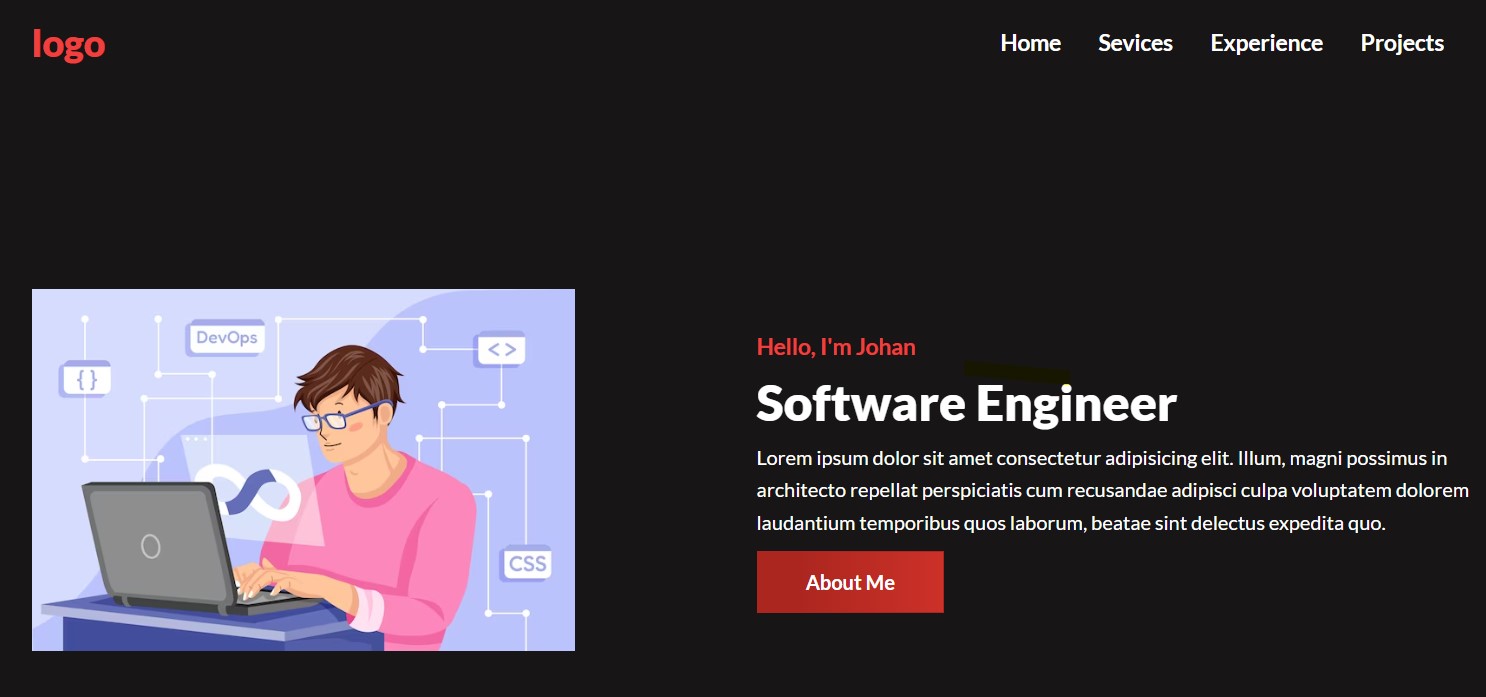 logo
Home Sevices Experience Projects
DevOps
< >
{ }
CSS
Hello, I'm Johan
Software Engineer
Lorem ipsum dolor sit amet consectetur adipisicing elit. Illum, magni possimus in
architecto repellat perspiciatis cum recusandae adipisci culpa voluptatem dolorem
laudantium temporibus quos laborum, beatae sint delectus expedita quo.
About Me